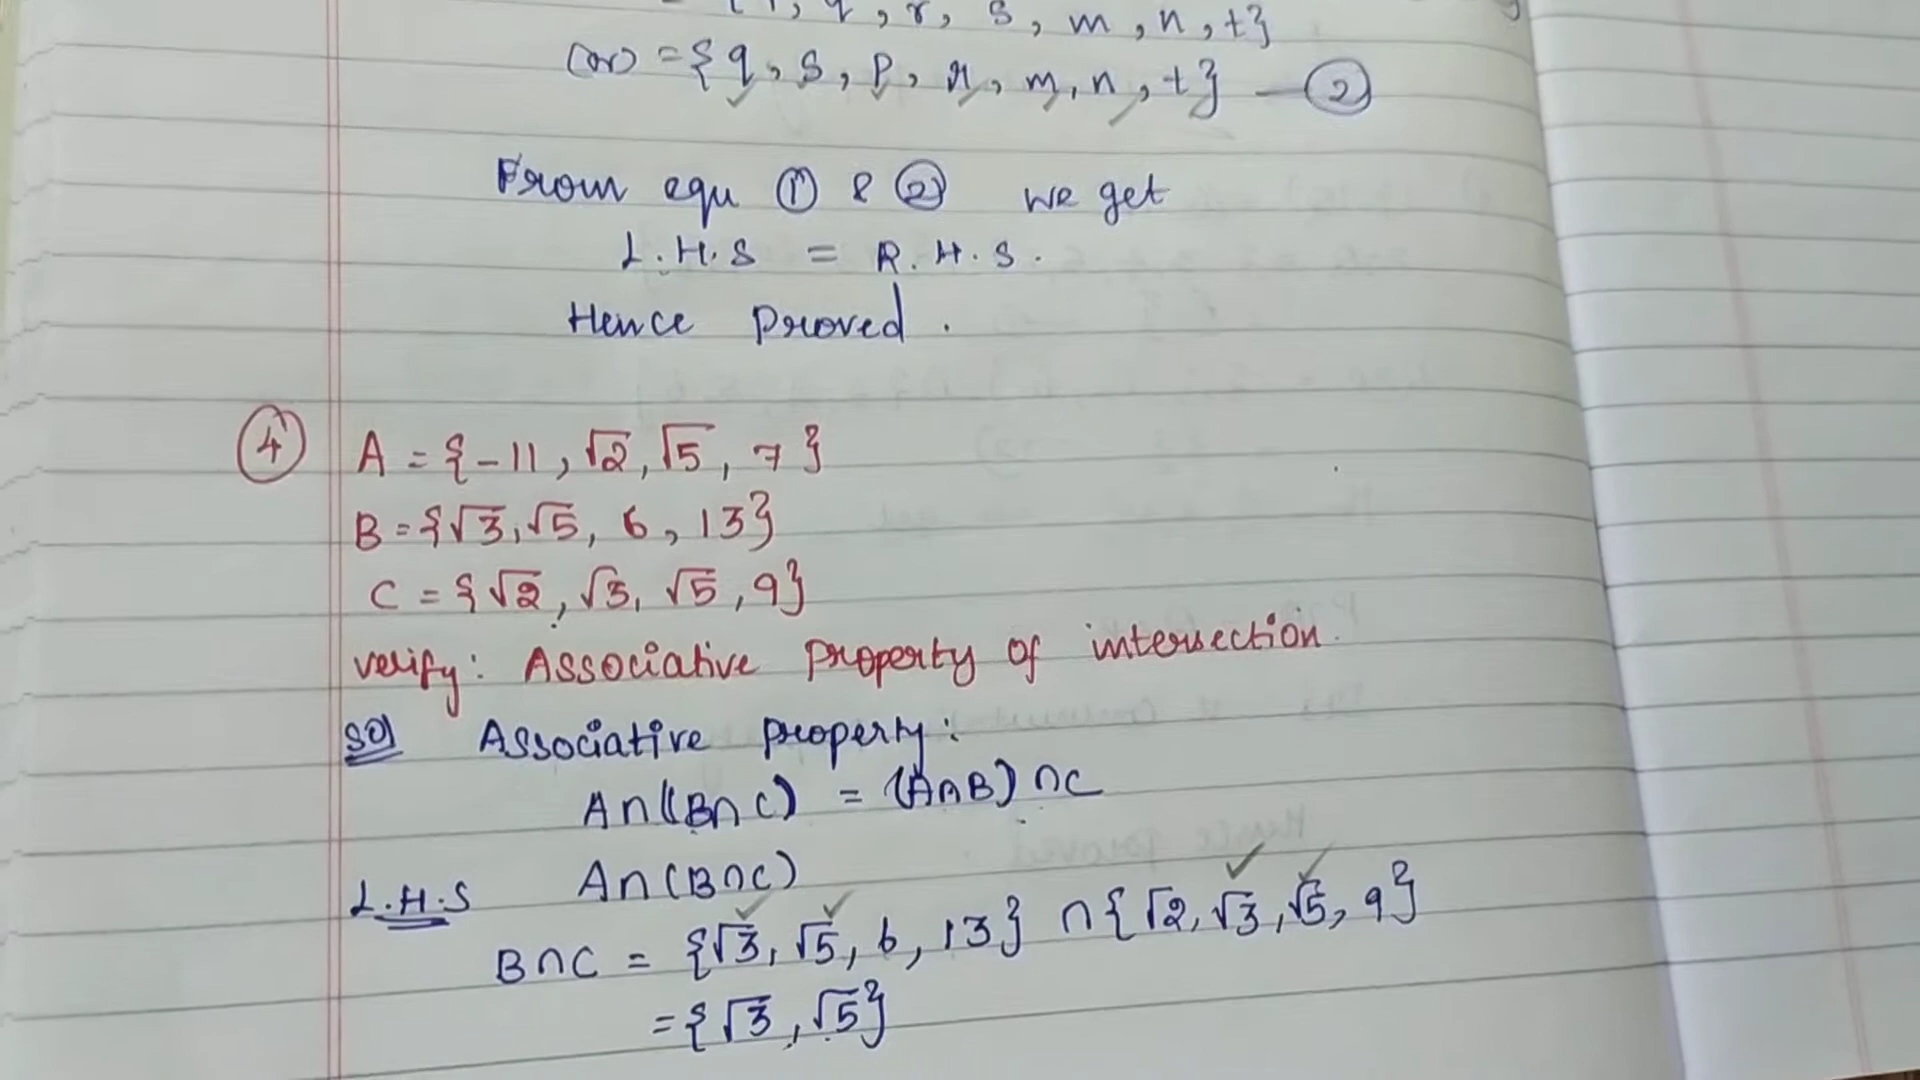 s, m, n, t}
(or) = {q, s, p, r, m, n, t} — ②
From equ ① & ② we get
L.H.S = R.H.S.
Hence proved.
④ A = {-11, √2, √5, 7}
B = {√3, √5, 6, 13}
C = {√2, √3, √5, 9}
verify: Associative property of intersection.
Sol Associative property:
A∩(B∩C) = (A∩B)∩C
L.H.S A∩(B∩C)
B∩C = {√3, √5, 6, 13} ∩ {√2, √3, √5, 9}
= {√3, √5}